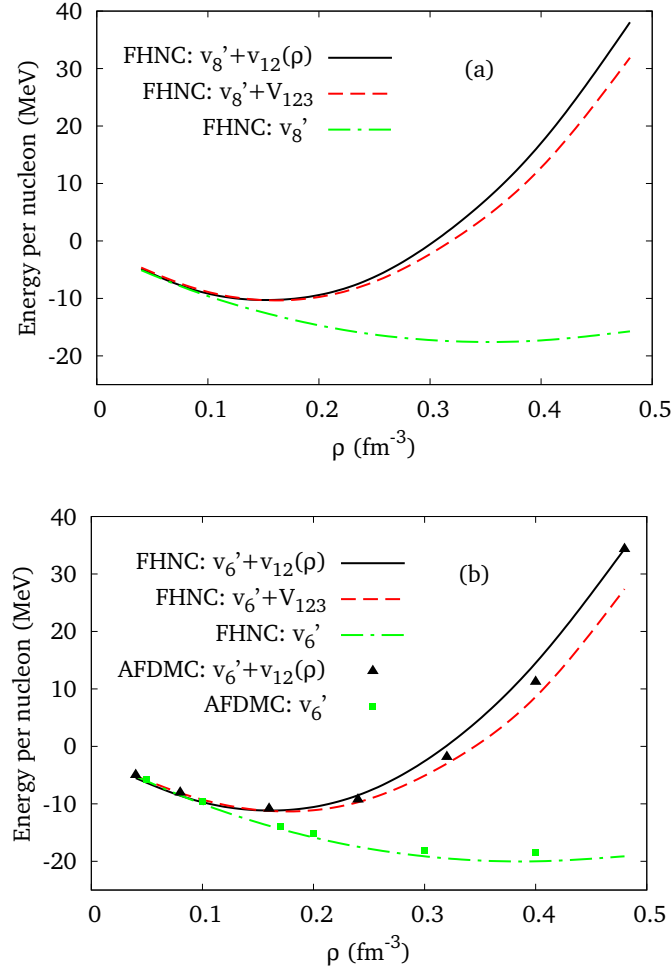 40
30
20
10
0
-10
-20
Energy per nucleon (MeV)
FHNC: v8'+v12(ρ)
FHNC: v8'+V123
FHNC: v8'
(a)
0 0.1 0.2 0.3 0.4 0.5
ρ (fm-3)
40
30
20
10
0
-10
-20
Energy per nucleon (MeV)
FHNC: v6'+v12(ρ)
FHNC: v6'+V123
FHNC: v6'
AFDMC: v6'+v12(ρ)
AFDMC: v6'
(b)
0 0.1 0.2 0.3 0.4 0.5
ρ (fm-3)